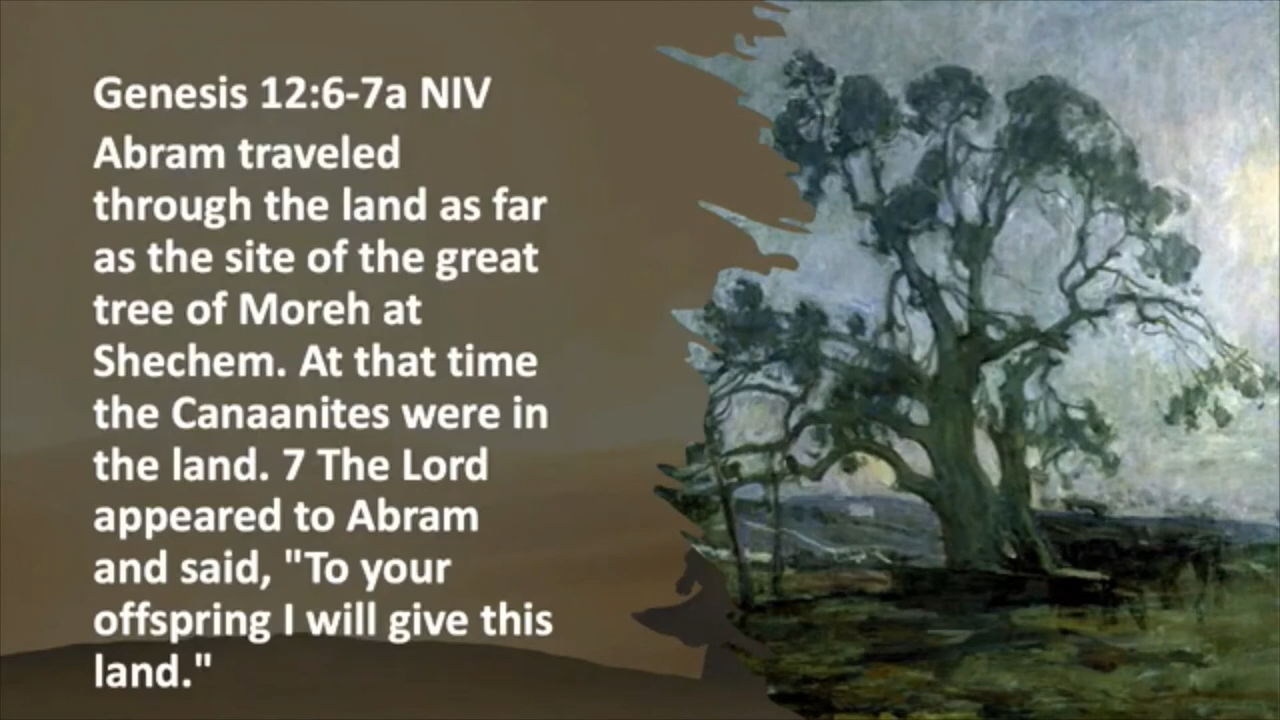 Genesis 12:6-7a NIV
Abram traveled
through the land as far
as the site of the great
tree of Moreh at
Shechem. At that time
the Canaanites were in
the land. 7 The Lord
appeared to Abram
and said, "To your
offspring I will give this
land."